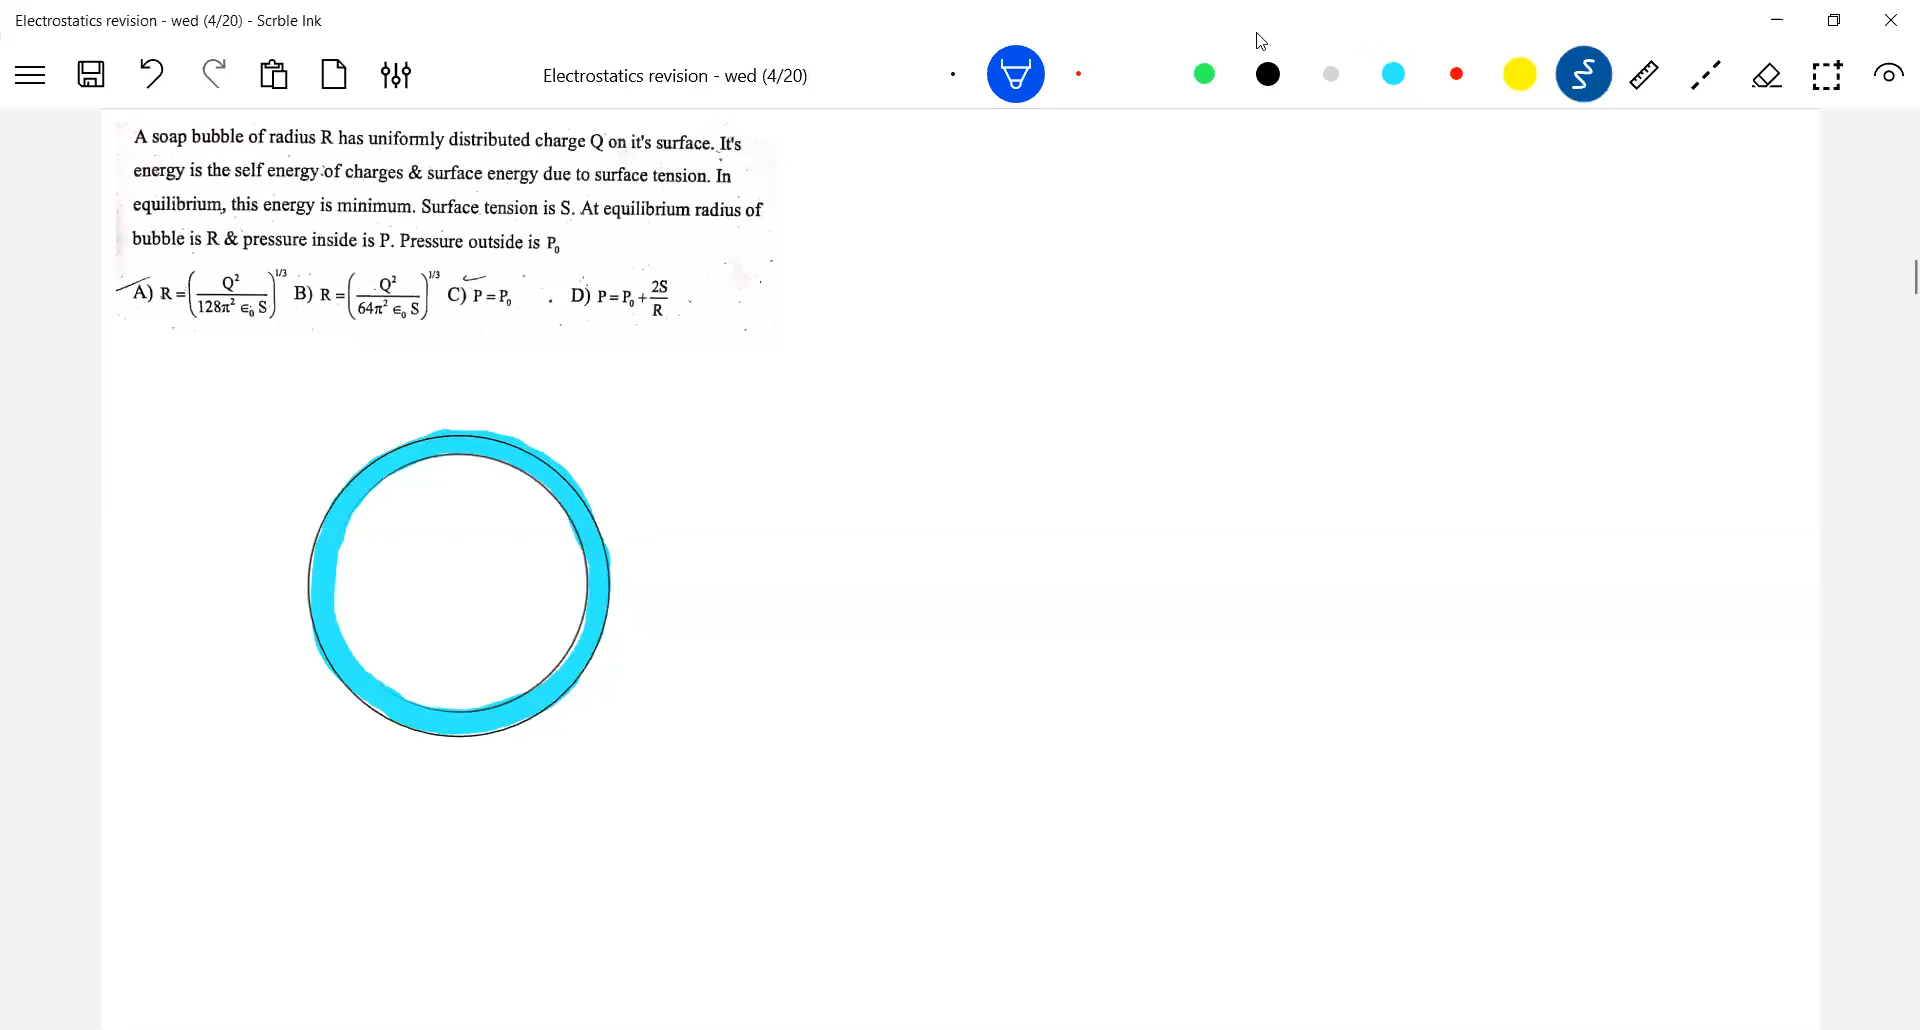 Electrostatics revision - wed (4/20) - Scrble Ink
Electrostatics revision - wed (4/20)
A soap bubble of radius R has uniformly distributed charge Q on it's surface. It's
energy is the self energy of charges & surface energy due to surface tension. In
equilibrium, this energy is minimum. Surface tension is S. At equilibrium radius of
bubble is R & pressure inside is P. Pressure outside is P₀
A) R = (Q²/128π² ∈₀ S)^1/3 B) R = (Q²/64π² ∈₀ S)^1/3 C) P = P₀ . D) P = P₀ + 2S/R